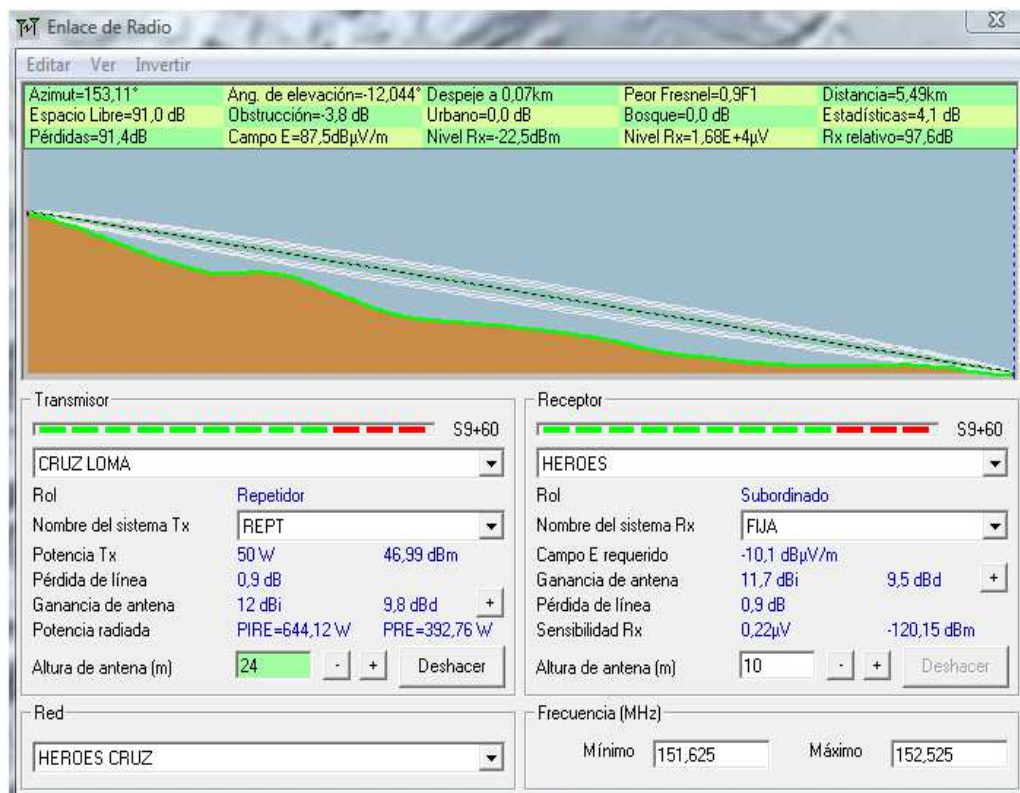 Enlace de Radio
Editar Ver Invertir
Azimut=153,11° Ang. de elevación=-12,044° Despeje a 0,07km Peor Fresnel=0,9F1 Distancia=5,49km
Espacio Libre=91,0 dB Obstrucción=-3,8 dB Urbano=0,0 dB Bosque=0,0 dB Estadísticas=4,1 dB
Pérdidas=91,4dB Campo E=87,5dBµV/m Nivel Rx=-22,5dBm Nivel Rx=1,68E+4µV Rx relativo=97,6dB
Transmisor
S9+60
CRUZ LOMA
Rol Repetidor
Nombre del sistema Tx REPT
Potencia Tx 50 W 46,99 dBm
Pérdida de línea 0,9 dB
Ganancia de antena 12 dBi 9,8 dBd +
Potencia radiada PIRE=644,12 W PRE=392,76 W
Altura de antena (m) 24 - + Deshacer
Receptor
S9+60
HEROES
Rol Subordinado
Nombre del sistema Rx FIJA
Campo E requerido -10,1 dBµV/m
Ganancia de antena 11,7 dBi 9,5 dBd +
Pérdida de línea 0,9 dB
Sensibilidad Rx 0,22µV -120,15 dBm
Altura de antena (m) 10 - + Deshacer
Red
HEROES CRUZ
Frecuencia (MHz)
Mínimo 151,625 Máximo 152,525